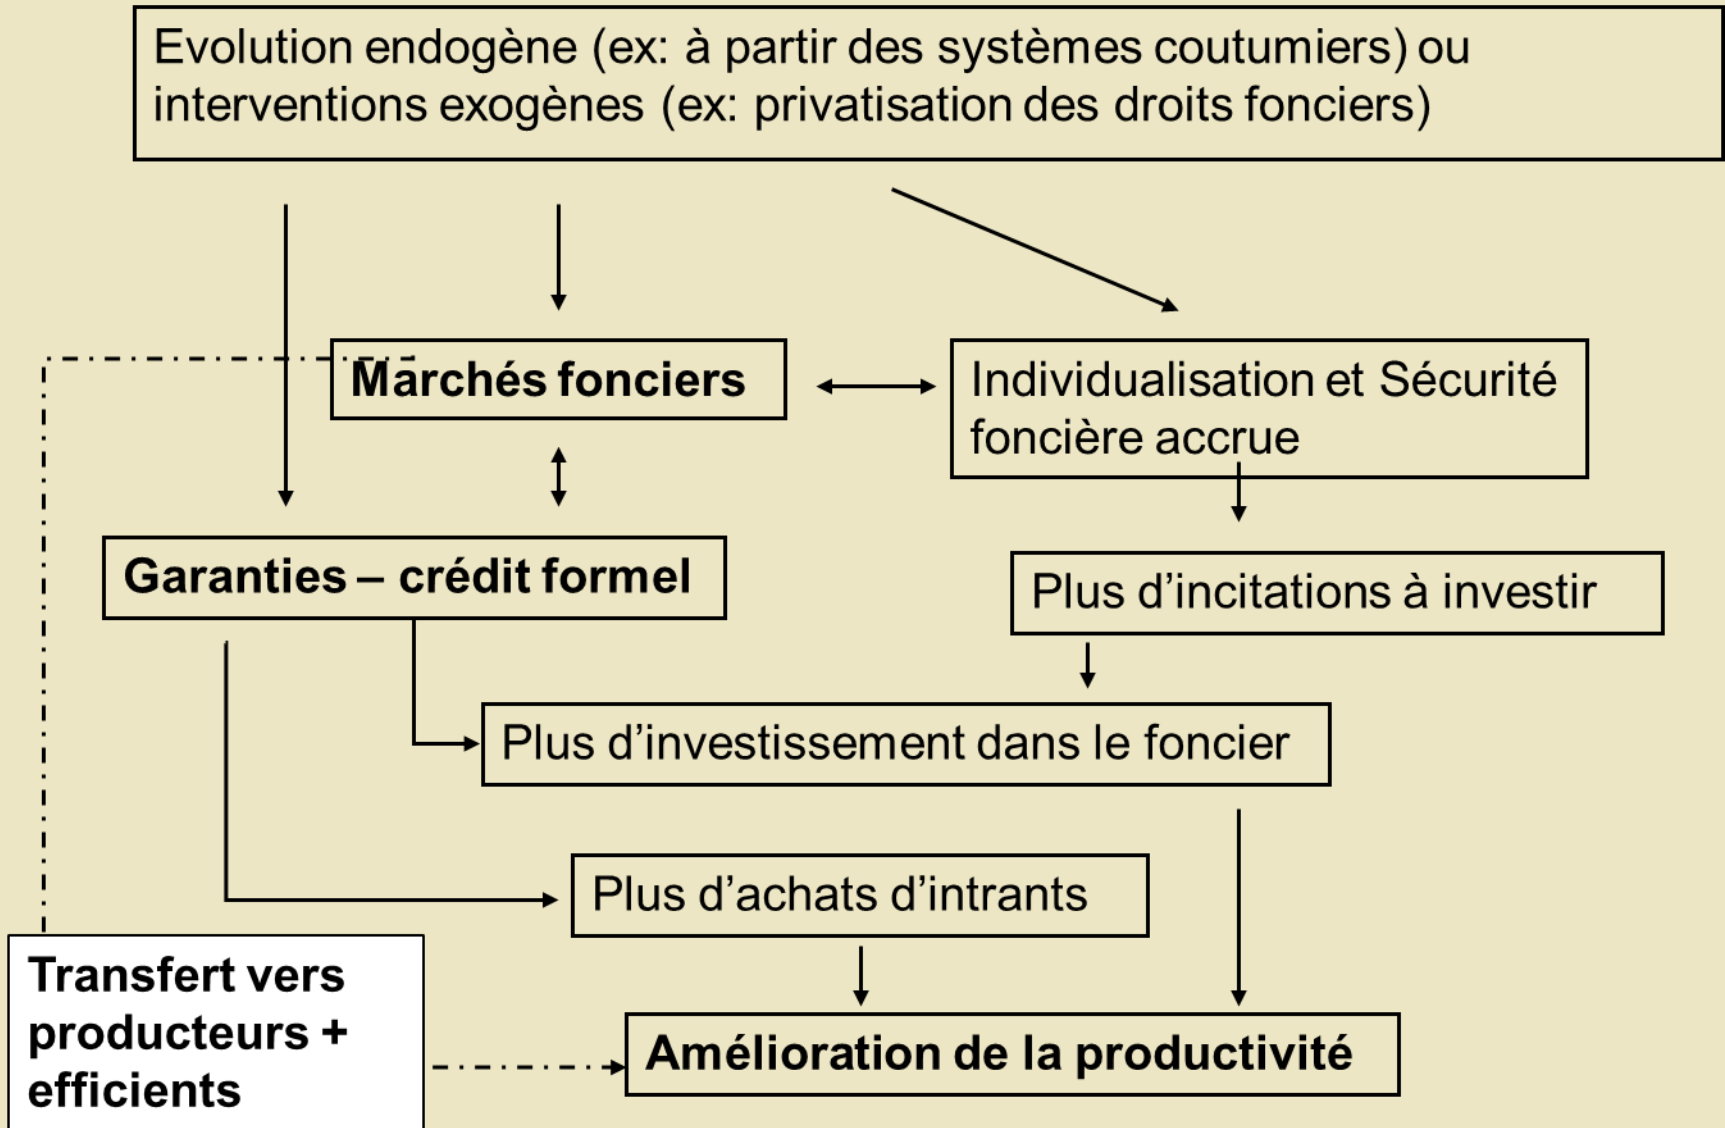 Evolution endogène (ex: à partir des systèmes coutumiers) ou
interventions exogènes (ex: privatisation des droits fonciers)
Marchés fonciers
Individualisation et Sécurité
foncière accrue
Garanties – crédit formel
Plus d’incitations à investir
Plus d’investissement dans le foncier
Plus d’achats d’intrants
Transfert vers
producteurs +
efficients
Amélioration de la productivité